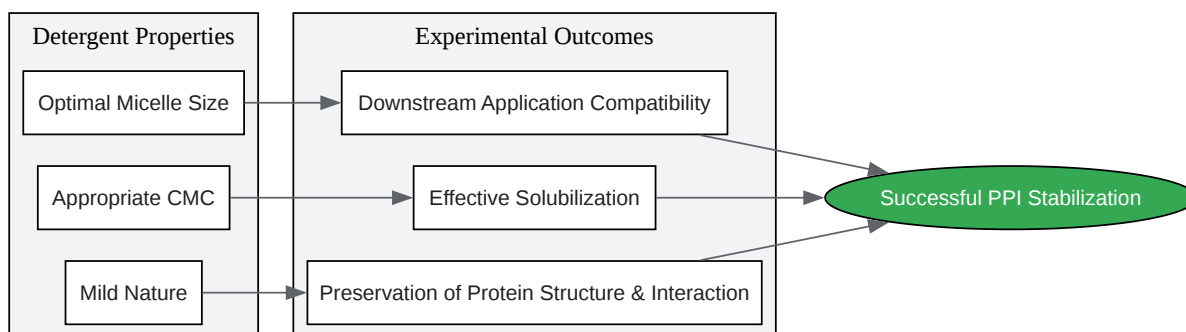 Detergent Properties
Experimental Outcomes
Optimal Micelle Size
Downstream Application Compatibility
Appropriate CMC
Effective Solubilization
Successful PPI Stabilization
Mild Nature
Preservation of Protein Structure & Interaction